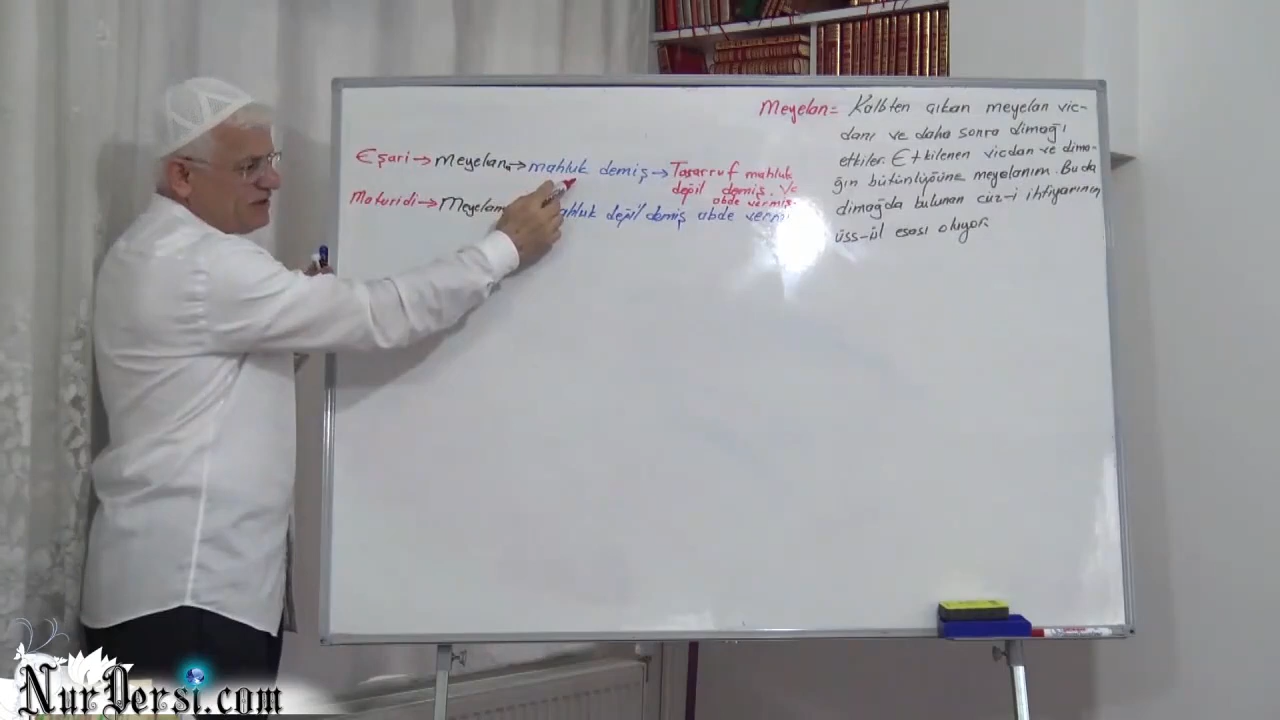 Eşari → Meyelan → mahluk demiş → Tasarruf mahluk
değil demiş. Ve
abde vermiş.
Maturidi → Meyelan
mahluk değil demiş abde vermiş
Meyelan = Kalbten çıkan meyelan vic-
danı ve daha sonra dimağı
etkiler. Etkilenen vicdan ve dima-
ğın bütünlüğüne meyelanım. Bu da
dimağda bulunan cüz-i ihtiyarının
üss-ül esası oluyor.
NurDersi.com